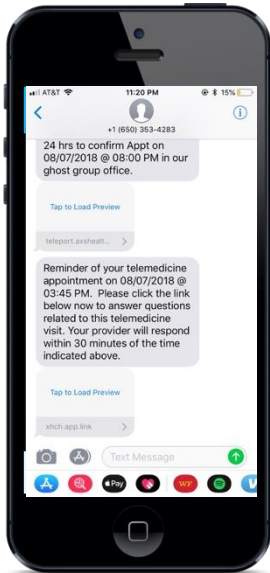 AT&T 11:20 PM 15%
+1 (650) 353-4283
24 hrs to confirm Appt on
08/07/2018 @ 08:00 PM in our
ghost group office.
Tap to Load Preview
teleport.axshealt...
Reminder of your telemedicine
appointment on 08/07/2018 @
03:45 PM. Please click the link
below now to answer questions
related to this telemedicine
visit. Your provider will respond
within 30 minutes of the time
indicated above.
Tap to Load Preview
xhch.app.link
Text Message
Pay WF